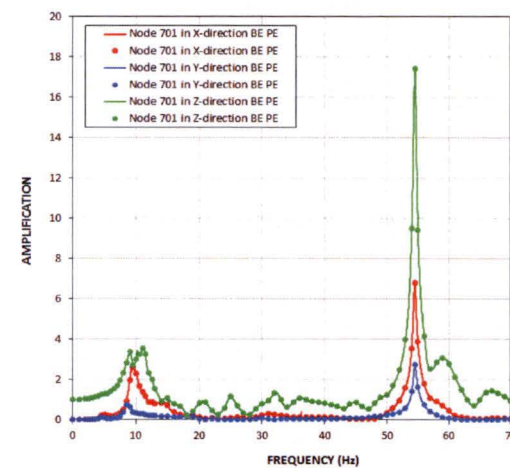 20
18
16
14
12
10
8
6
4
2
0
AMPLIFICATION
Node 701 in X-direction BE PE
Node 701 in X-direction BE PE
Node 701 in Y-direction BE PE
Node 701 in Y-direction BE PE
Node 701 in Z-direction BE PE
Node 701 in Z-direction BE PE
0 10 20 30 40 50 60 70
FREQUENCY (Hz)